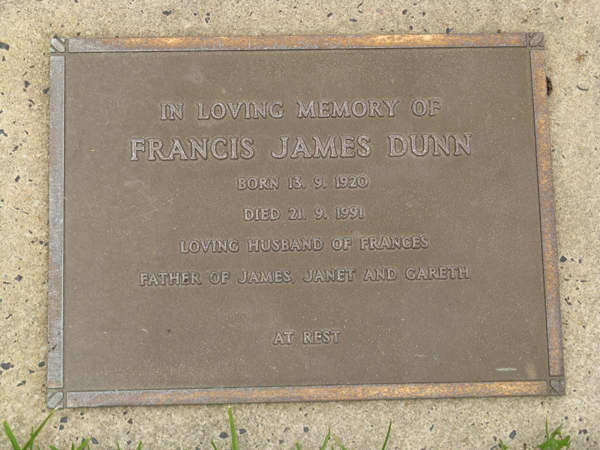 IN LOVING MEMORY OF
FRANCIS JAMES DUNN
BORN 13. 9. 1920
DIED 21. 9. 1991
LOVING HUSBAND OF FRANCES
FATHER OF JAMES, JANET AND GARETH
AT REST